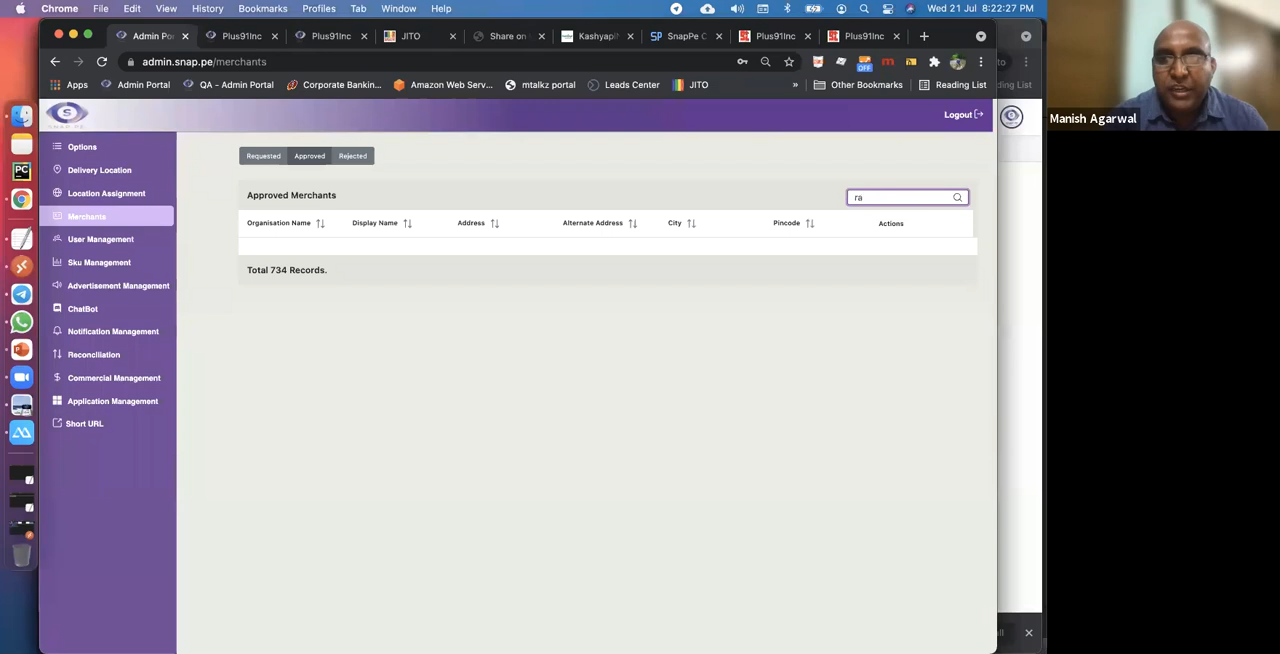 Chrome File Edit View History Bookmarks Profiles Tab Window Help Wed 21 Jul 8:22:27 PM
Admin Po Plus91Inc Plus91Inc JITO Share on Kashyapi SnapPe C Plus91Inc Plus91Inc
admin.snap.pe/merchants
Apps Admin Portal QA - Admin Portal Corporate Bankin... Amazon Web Serv... mtalkz portal Leads Center JITO » Other Bookmarks Reading List
ding List
Logout
Manish Agarwal
Options
Delivery Location
Location Assignment
Merchants
User Management
Sku Management
Advertisement Management
ChatBot
Notification Management
Reconciliation
Commercial Management
Application Management
Short URL
Requested Approved Rejected
Approved Merchants
ra
Organisation Name Display Name Address Alternate Address City Pincode Actions
Total 734 Records.